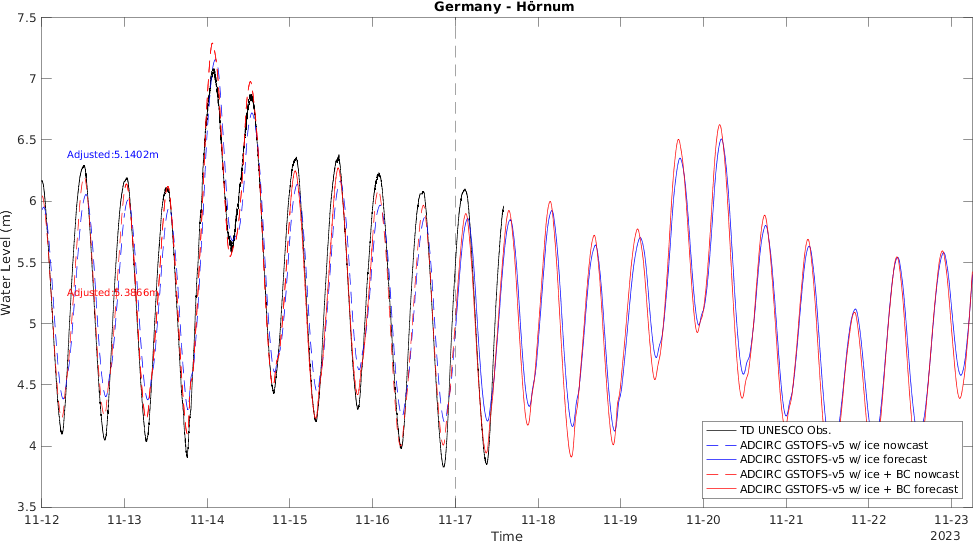 Germany - Hörnum
7.5
7
6.5
6
5.5
5
4.5
4
3.5
Water Level (m)
Adjusted:5.1402m
Adjusted:5.3866m
TD UNESCO Obs.
ADCIRC GSTOFS-v5 w/ ice nowcast
ADCIRC GSTOFS-v5 w/ ice forecast
ADCIRC GSTOFS-v5 w/ ice + BC nowcast
ADCIRC GSTOFS-v5 w/ ice + BC forecast
11-12 11-13 11-14 11-15 11-16 11-17 11-18 11-19 11-20 11-21 11-22 11-23
Time
2023